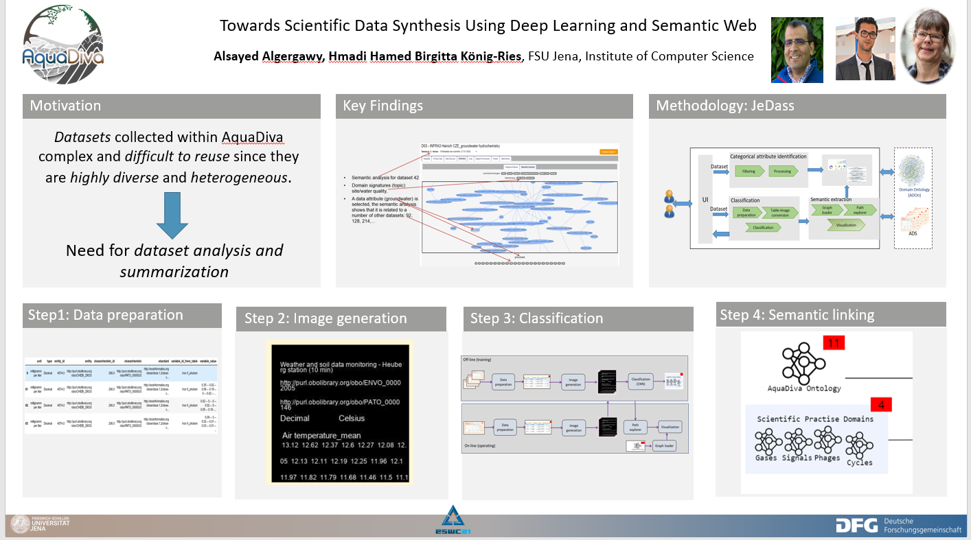 AquaDiva
Towards Scientific Data Synthesis Using Deep Learning and Semantic Web
Alsayed Algergawy, Hmadi Hamed Birgitta König-Ries, FSU Jena, Institute of Computer Science
Motivation
Datasets collected within AquaDiva
complex and difficult to reuse since they
are highly diverse and heterogeneous.
Need for dataset analysis and
summarization
Key Findings
• Semantic analysis for dataset 42
• Domain signatures (topic)
site/water quality.
• A data attribute (groundwater) is
selected, the semantic analysis
shows that it is related to a
number of other datasets: 92,
128, 214...
Methodology: JeDass
UI
Dataset
Categorical attribute identification
Filtering
Processing
Dataset
Classification
Data
preparation
Table-image
conversion
Classification
Semantic extraction
Graph
loader
Path
explorer
Visualization
Domain Ontology
(ADOn)
ADS
Step1: Data preparation
Step 2: Image generation
Weather and soil data monitoring - Heube
rg station (10 min)
http://purl.obolibrary.org/obo/ENVO_0000
2005
http://purl.obolibrary.org/obo/PATO_0000
146
Decimal Celsius
Air temperature_mean
13.12 12.62 12.37 12.6 12.27 12.08 12.
05 12.13 12.11 12.19 12.25 11.96 12.1
11.97 11.82 11.79 11.68 11.46 11.5 11.1
Step 3: Classification
Off-line (training)
Data
preparation
Image
generation
Classification
(CNN)
On-line (operating)
Data
preparation
Image
generation
Path
explorer
Visualization
Graph loader
Step 4: Semantic linking
11
AquaDiva Ontology
4
Scientific Practise Domains
Gases Signals Phages
Cycles
FRIEDRICH-SCHILLER-
UNIVERSITÄT
JENA
ESWC21
DFG Deutsche
Forschungsgemeinschaft